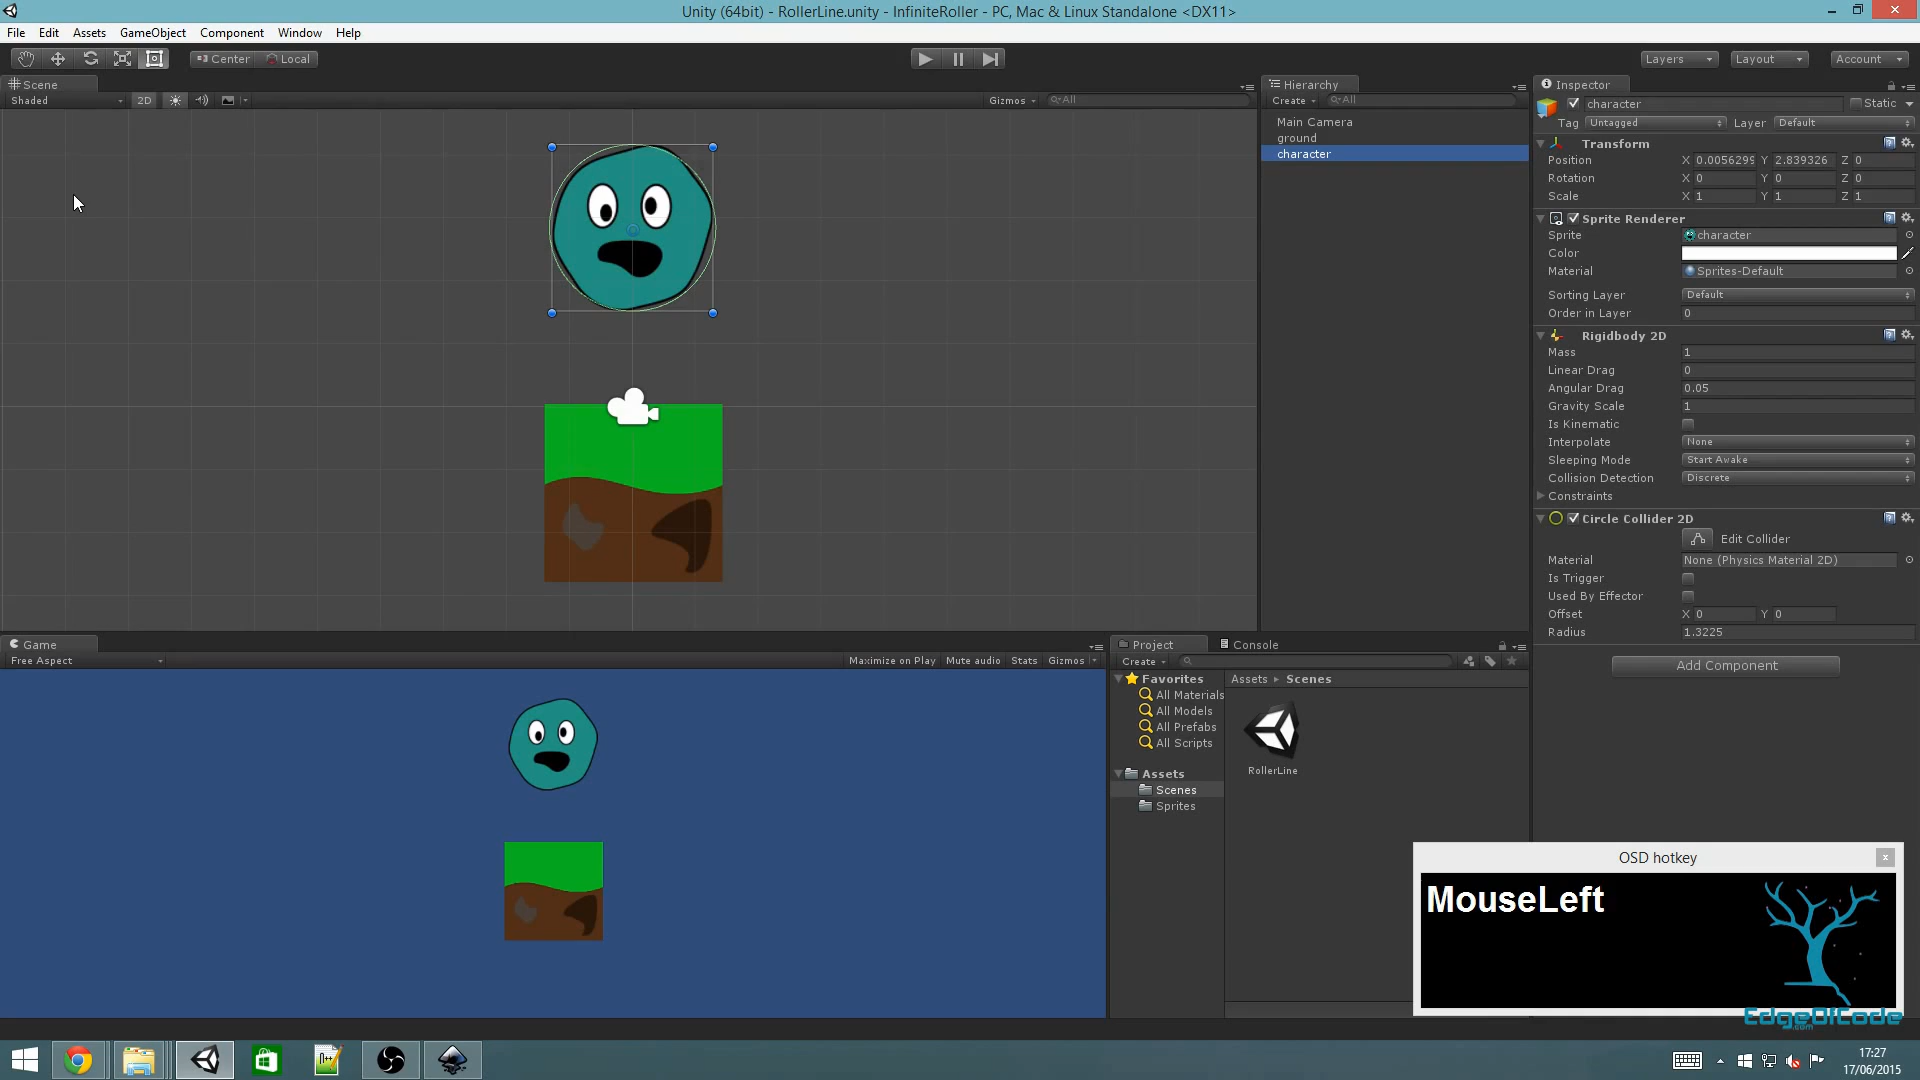 Unity (64bit) - RollerLine.unity - InfiniteRoller - PC, Mac & Linux Standalone <DX11>
File Edit Assets GameObject Component Window Help
Center Local Layers Layout Account
Scene
Shaded 2D Gizmos All
Hierarchy
Create All
Main Camera
ground
character
Inspector
character Static
Tag Untagged Layer Default
Transform
Position X 0.0056299 Y 2.839326 Z 0
Rotation X 0 Y 0 Z 0
Scale X 1 Y 1 Z 1
Sprite Renderer
Sprite character
Color
Material Sprites-Default
Sorting Layer Default
Order in Layer 0
Rigidbody 2D
Mass 1
Linear Drag 0
Angular Drag 0.05
Gravity Scale 1
Is Kinematic
Interpolate None
Sleeping Mode Start Awake
Collision Detection Discrete
Constraints
Circle Collider 2D
Edit Collider
Material None (Physics Material 2D)
Is Trigger
Used By Effector
Offset X 0 Y 0
Radius 1.3225
Add Component
Game
Free Aspect Maximize on Play Mute audio Stats Gizmos
Project Console
Create
Favorites
All Materials
All Models
All Prefabs
All Scripts
Assets
Scenes
Sprites
Assets Scenes
RollerLine
OSD hotkey
MouseLeft
EdgeOfCode
.com
17:27
17/06/2015